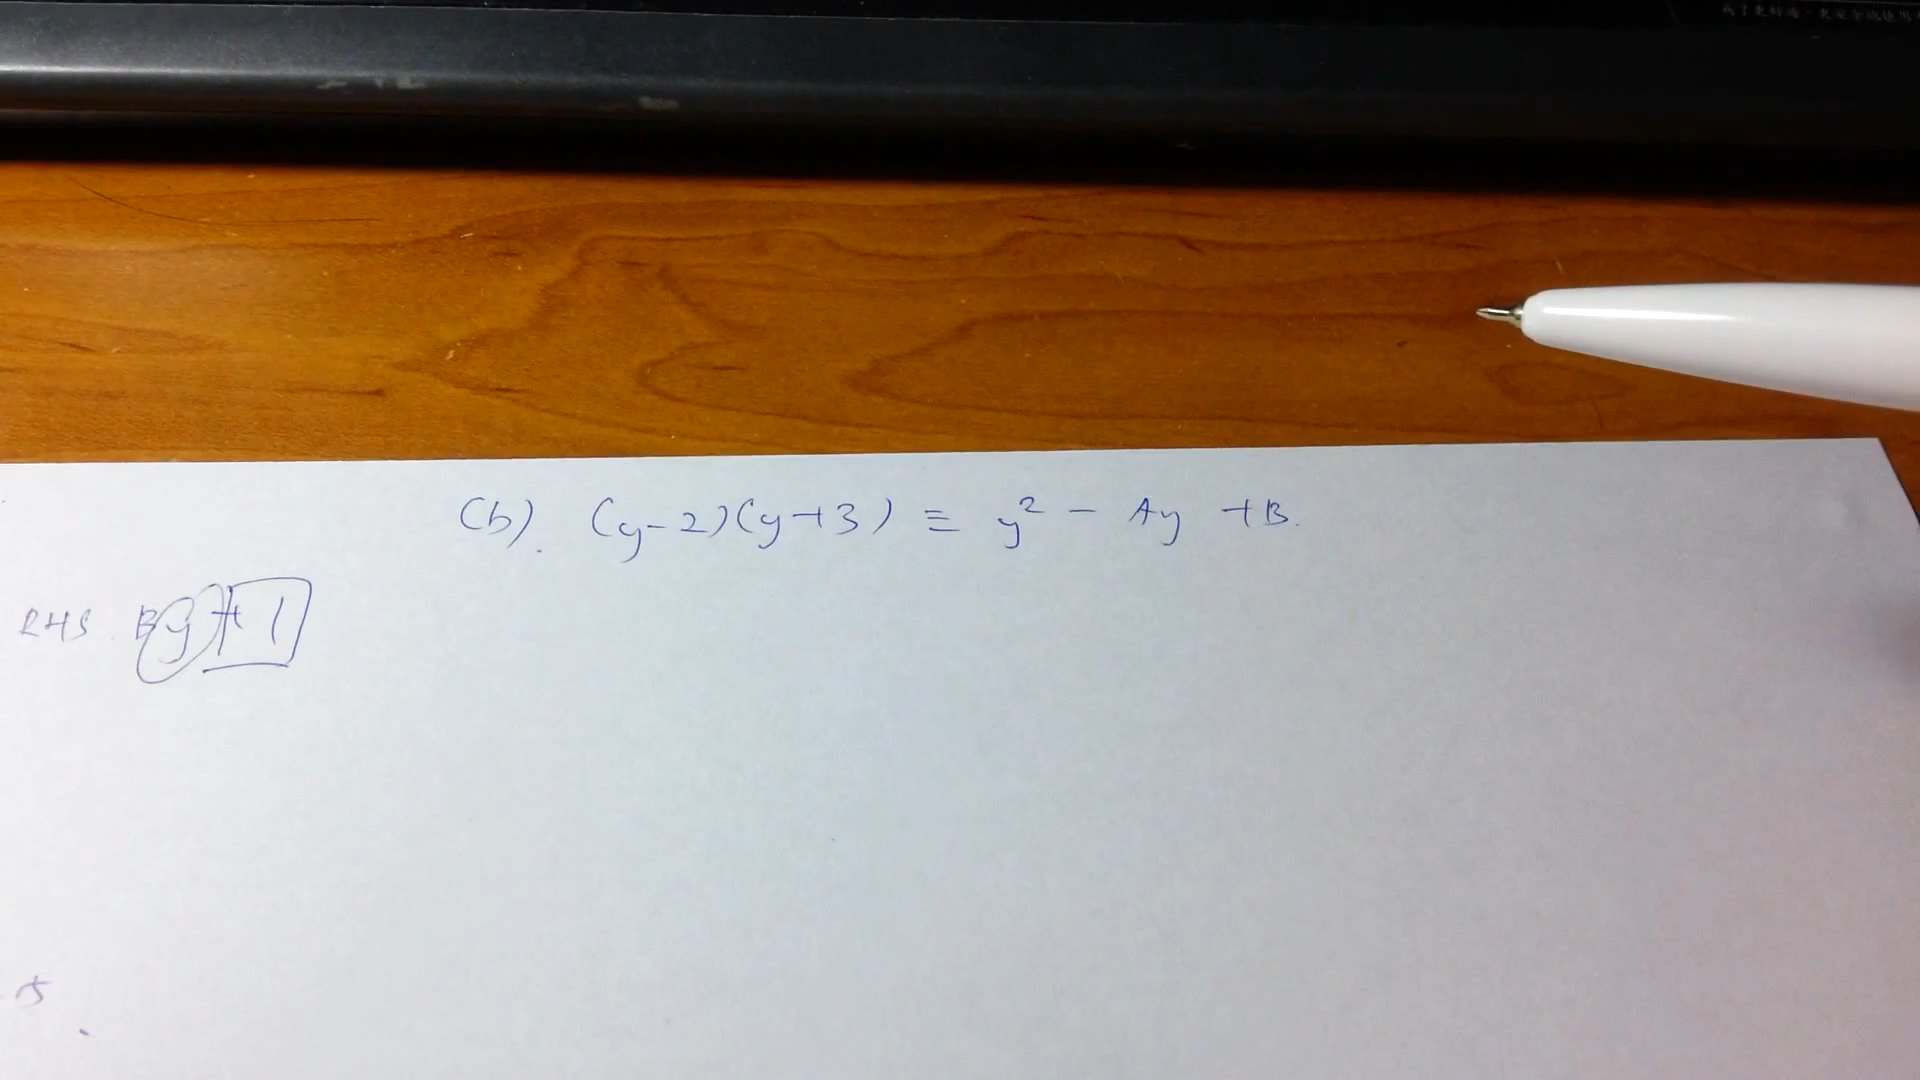 (b). (y-2)(y+3) ≡ y² - Ay + B.
RHS. By + 1